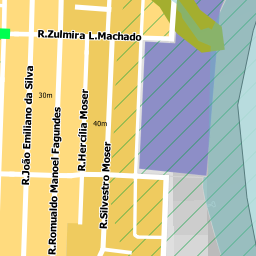 R.Zulmira L.Machado
30m
40m
R.João Emiliano da Silva
R.Romualdo Manoel Fagundes
R.Hercília Moser
R.Silvestro Moser